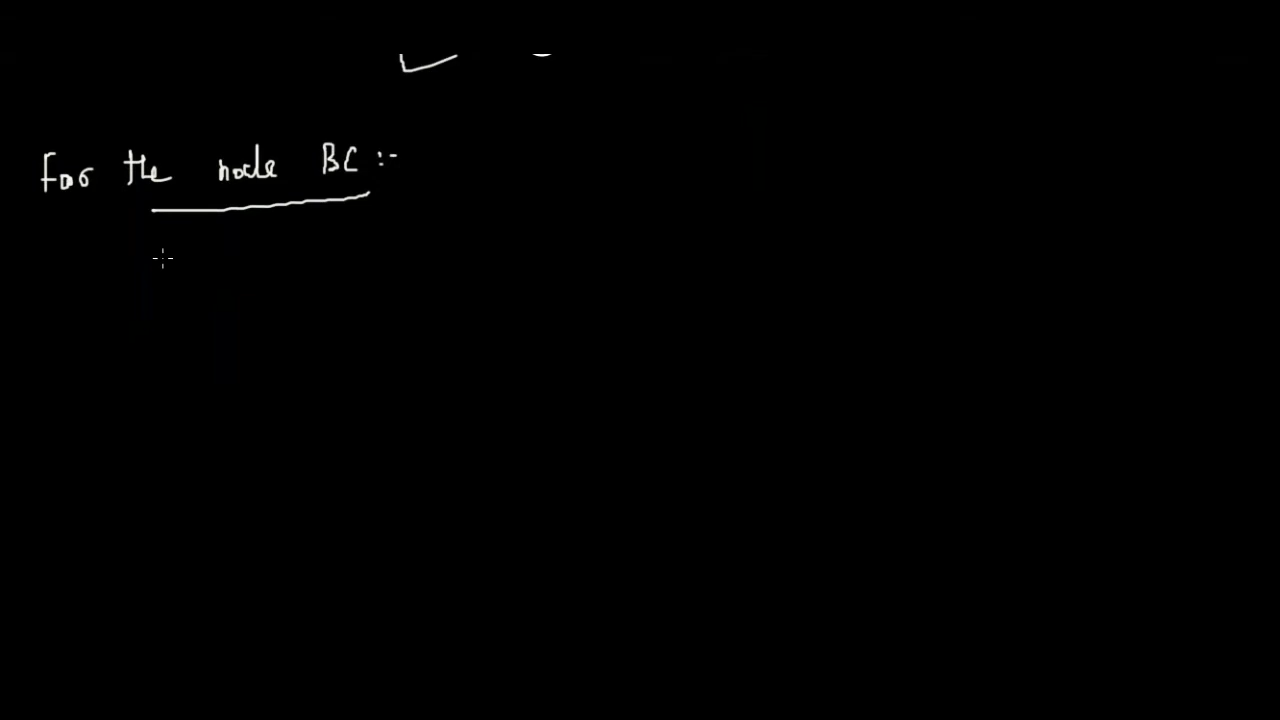 For the node BC :-